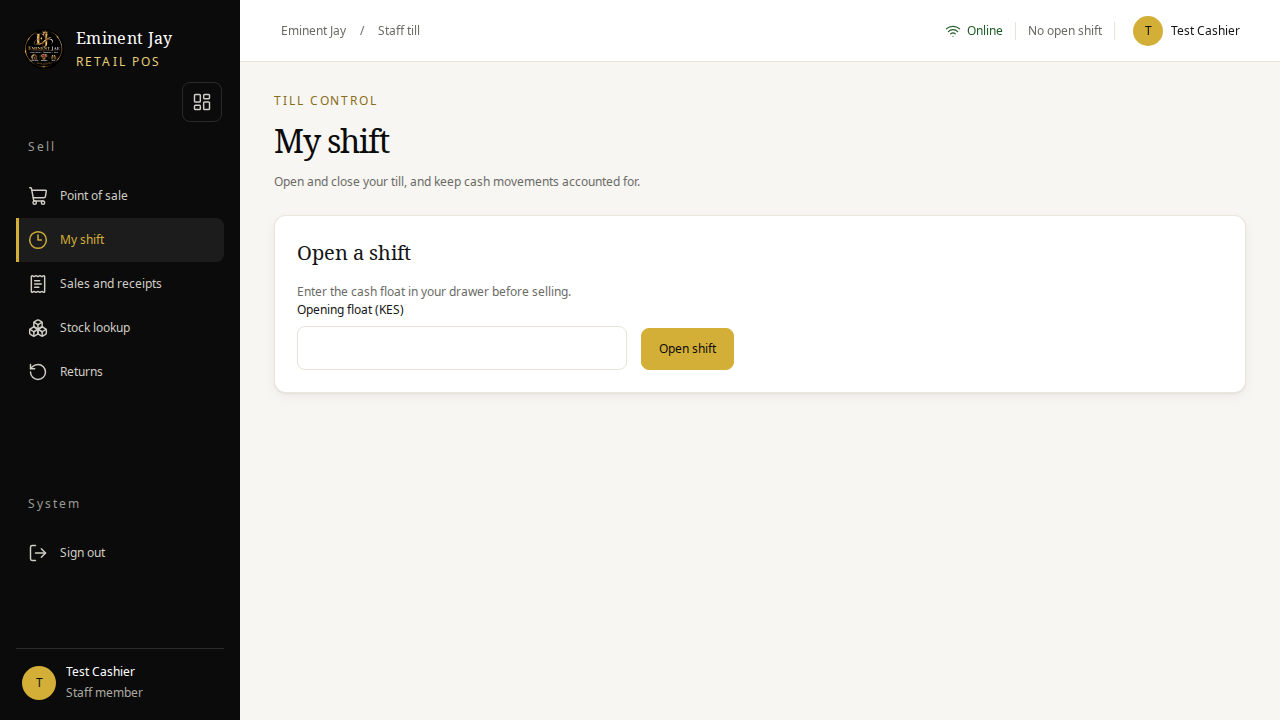 Eminent Jay
RETAIL POS
Sell
Point of sale
My shift
Sales and receipts
Stock lookup
Returns
System
Sign out
T
Test Cashier
Staff member
Eminent Jay / Staff till
Online
No open shift
T
Test Cashier
TILL CONTROL
My shift
Open and close your till, and keep cash movements accounted for.
Open a shift
Enter the cash float in your drawer before selling.
Opening float (KES)
Open shift